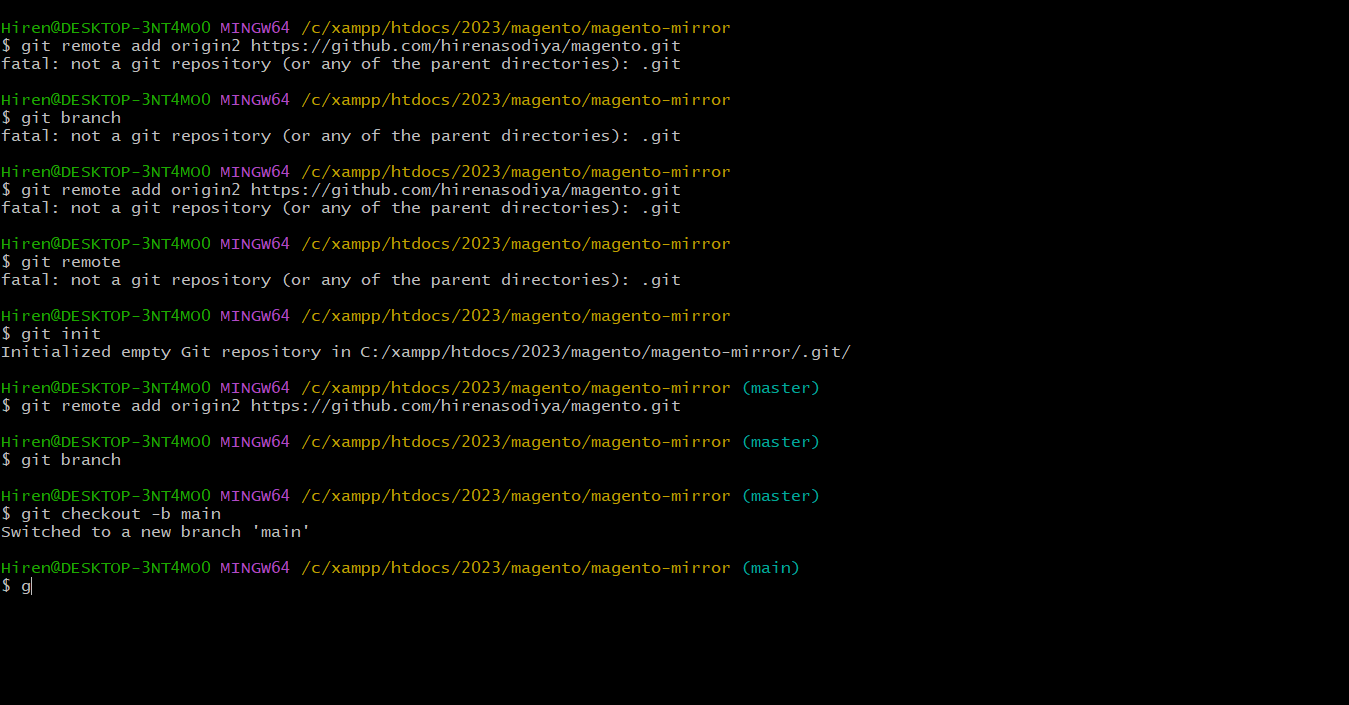 Hiren@DESKTOP-3NT4MO0 MINGW64 /c/xampp/htdocs/2023/magento/magento-mirror
$ git remote add origin2 https://github.com/hirenasodiya/magento.git
fatal: not a git repository (or any of the parent directories): .git
Hiren@DESKTOP-3NT4MO0 MINGW64 /c/xampp/htdocs/2023/magento/magento-mirror
$ git branch
fatal: not a git repository (or any of the parent directories): .git
Hiren@DESKTOP-3NT4MO0 MINGW64 /c/xampp/htdocs/2023/magento/magento-mirror
$ git remote add origin2 https://github.com/hirenasodiya/magento.git
fatal: not a git repository (or any of the parent directories): .git
Hiren@DESKTOP-3NT4MO0 MINGW64 /c/xampp/htdocs/2023/magento/magento-mirror
$ git remote
fatal: not a git repository (or any of the parent directories): .git
Hiren@DESKTOP-3NT4MO0 MINGW64 /c/xampp/htdocs/2023/magento/magento-mirror
$ git init
Initialized empty Git repository in C:/xampp/htdocs/2023/magento/magento-mirror/.git/
Hiren@DESKTOP-3NT4MO0 MINGW64 /c/xampp/htdocs/2023/magento/magento-mirror (master)
$ git remote add origin2 https://github.com/hirenasodiya/magento.git
Hiren@DESKTOP-3NT4MO0 MINGW64 /c/xampp/htdocs/2023/magento/magento-mirror (master)
$ git branch
Hiren@DESKTOP-3NT4MO0 MINGW64 /c/xampp/htdocs/2023/magento/magento-mirror (master)
$ git checkout -b main
Switched to a new branch 'main'
Hiren@DESKTOP-3NT4MO0 MINGW64 /c/xampp/htdocs/2023/magento/magento-mirror (main)
$ g